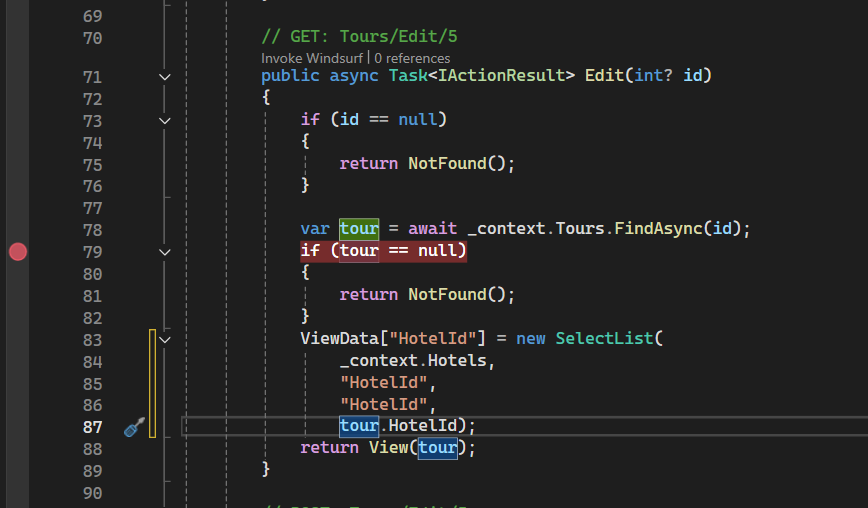 69
70 // GET: Tours/Edit/5
Invoke Windsurf | 0 references
71 public async Task<IActionResult> Edit(int? id)
72 {
73 if (id == null)
74 {
75 return NotFound();
76 }
77
78 var tour = await _context.Tours.FindAsync(id);
79 if (tour == null)
80 {
81 return NotFound();
82 }
83 ViewData["HotelId"] = new SelectList(
84 _context.Hotels,
85 "HotelId",
86 "HotelId",
87 tour.HotelId);
88 return View(tour);
89 }
90